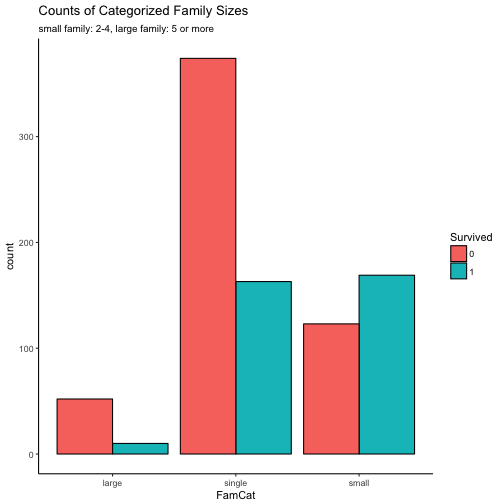 Counts of Categorized Family Sizes
small family: 2-4, large family: 5 or more
count
300
200
100
0
large single small
FamCat
Survived
0
1